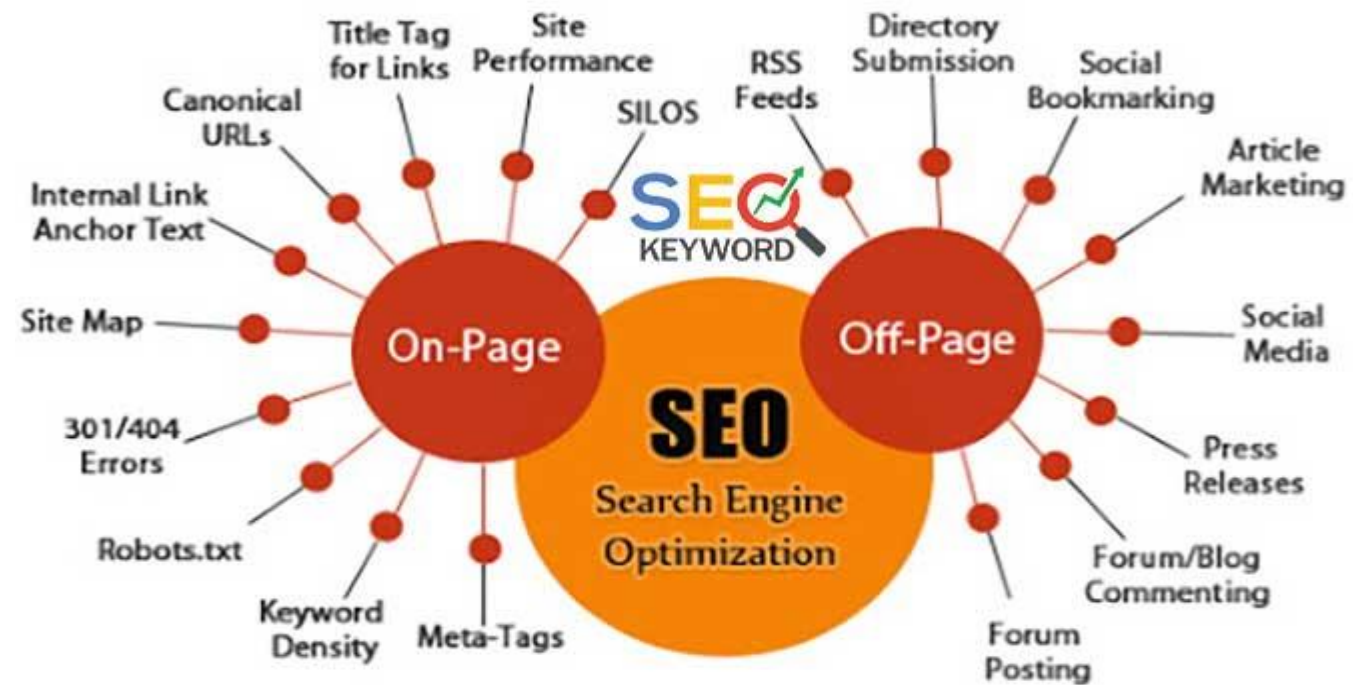 Title Tag
for Links
Site
Performance
SILOS
Canonical
URLs
Internal Link
Anchor Text
Site Map
301/404
Errors
Robots.txt
Keyword
Density
Meta-Tags
On-Page
SEO
KEYWORD
SEO
Search Engine
Optimization
Off-Page
RSS
Feeds
Directory
Submission
Social
Bookmarking
Article
Marketing
Social
Media
Press
Releases
Forum/Blog
Commenting
Forum
Posting